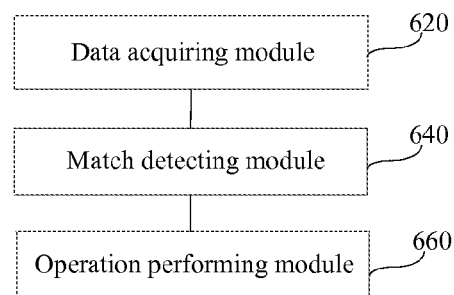 620
Data acquiring module
640
Match detecting module
660
Operation performing module